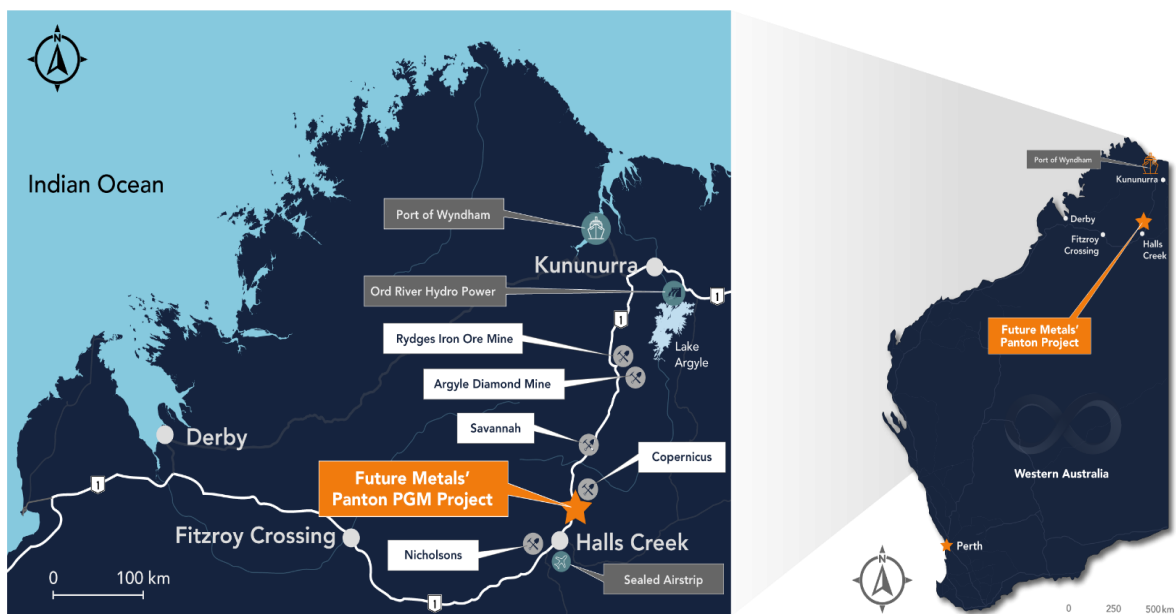 N
Indian Ocean
Port of Wyndham
Kununurra
Ord River Hydro Power
1
1
Rydges Iron Ore Mine
Lake
Argyle
Argyle Diamond Mine
Savannah
Derby
Copernicus
Future Metals'
Panton PGM Project
1
Fitzroy Crossing
Halls Creek
Nicholsons
Sealed Airstrip
0 100 km
1
Port of Wyndham
Kununurra
Derby
Fitzroy
Crossing
Halls
Creek
Future Metals'
Panton Project
Western Australia
Perth
N
0 250 500km